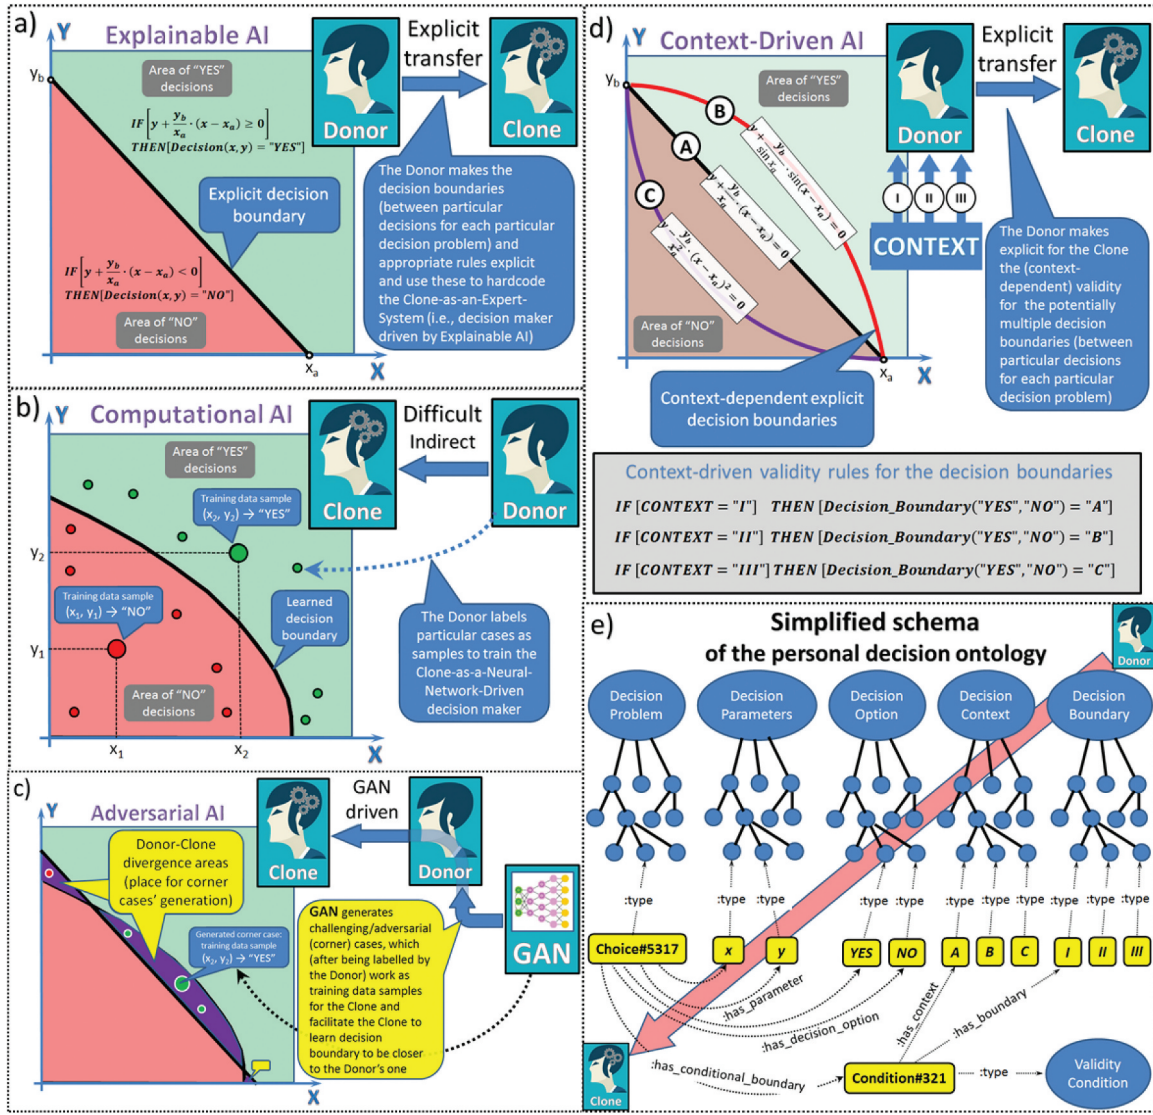 a)
Explainable AI
Y
y_b
Area of "YES"
decisions
IF[y + y_b/x_a · (x − x_a) ≥ 0]
THEN[Decision(x, y) = "YES"]
Explicit decision
boundary
IF[y + y_b/x_a · (x − x_a) < 0]
THEN[Decision(x, y) = "NO"]
Area of "NO"
decisions
x_a
X
Donor
Explicit
transfer
Clone
The Donor makes the
decision boundaries
(between particular
decisions for each particular
decision problem) and
appropriate rules explicit
and use these to hardcode
the Clone-as-an-Expert-
System (i.e., decision maker
driven by Explainable AI)
b)
Computational AI
Y
Area of "YES"
decisions
Training data sample
(x₂, y₂) → "YES"
y₂
Training data sample
(x₁, y₁) → "NO"
y₁
Learned
decision
boundary
Area of "NO"
decisions
x₁
x₂
X
Clone
Difficult
Indirect
Donor
The Donor labels
particular cases as
samples to train the
Clone-as-a-Neural-
Network-Driven
decision maker
c)
Adversarial AI
Y
Donor-Clone
divergence areas
(place for corner
cases' generation)
Generated corner case:
training data sample
(x₂, y₂) → "YES"
X
Clone
GAN
driven
Donor
GAN
GAN generates
challenging/adversarial
(corner) cases, which
(after being labelled
by the Donor) work as
training data samples
for the Clone and
facilitate the Clone to
learn decision
boundary to be closer
to the Donor's one
d)
Context-Driven AI
Y
y_b
Area of "YES"
decisions
B
A
C
y + y_b/sin x_a · sin(x − x_a) = 0
y + y_b/x_a · (x − x_a) = 0
y − y_b/x_a² · (x − x_a)² = 0
Area of "NO"
decisions
x_a
X
Context-dependent explicit
decision boundaries
Donor
Explicit
transfer
Clone
I
II
III
CONTEXT
The Donor makes
explicit for the Clone
the (context-
dependent) validity
for the potentially
multiple decision
boundaries (between
particular decisions
for each particular
decision problem)
Context-driven validity rules for the decision boundaries
IF [CONTEXT = "I"] THEN [Decision_Boundary("YES","NO") = "A"]
IF [CONTEXT = "II"] THEN [Decision_Boundary("YES","NO") = "B"]
IF [CONTEXT = "III"] THEN [Decision_Boundary("YES","NO") = "C"]
e)
Simplified schema
of the personal decision ontology
Donor
Decision
Problem
Decision
Parameters
Decision
Option
Decision
Context
Decision
Boundary
:type
:type
:type
:type
:type
:type
:type
:type
:type
:type
:type
Choice#5317
x
y
YES
NO
A
B
C
I
II
III
:has_parameter
:has_decision_option
:has_context
:has_boundary
:has_conditional_boundary
Condition#321
:type
Validity
Condition
Clone